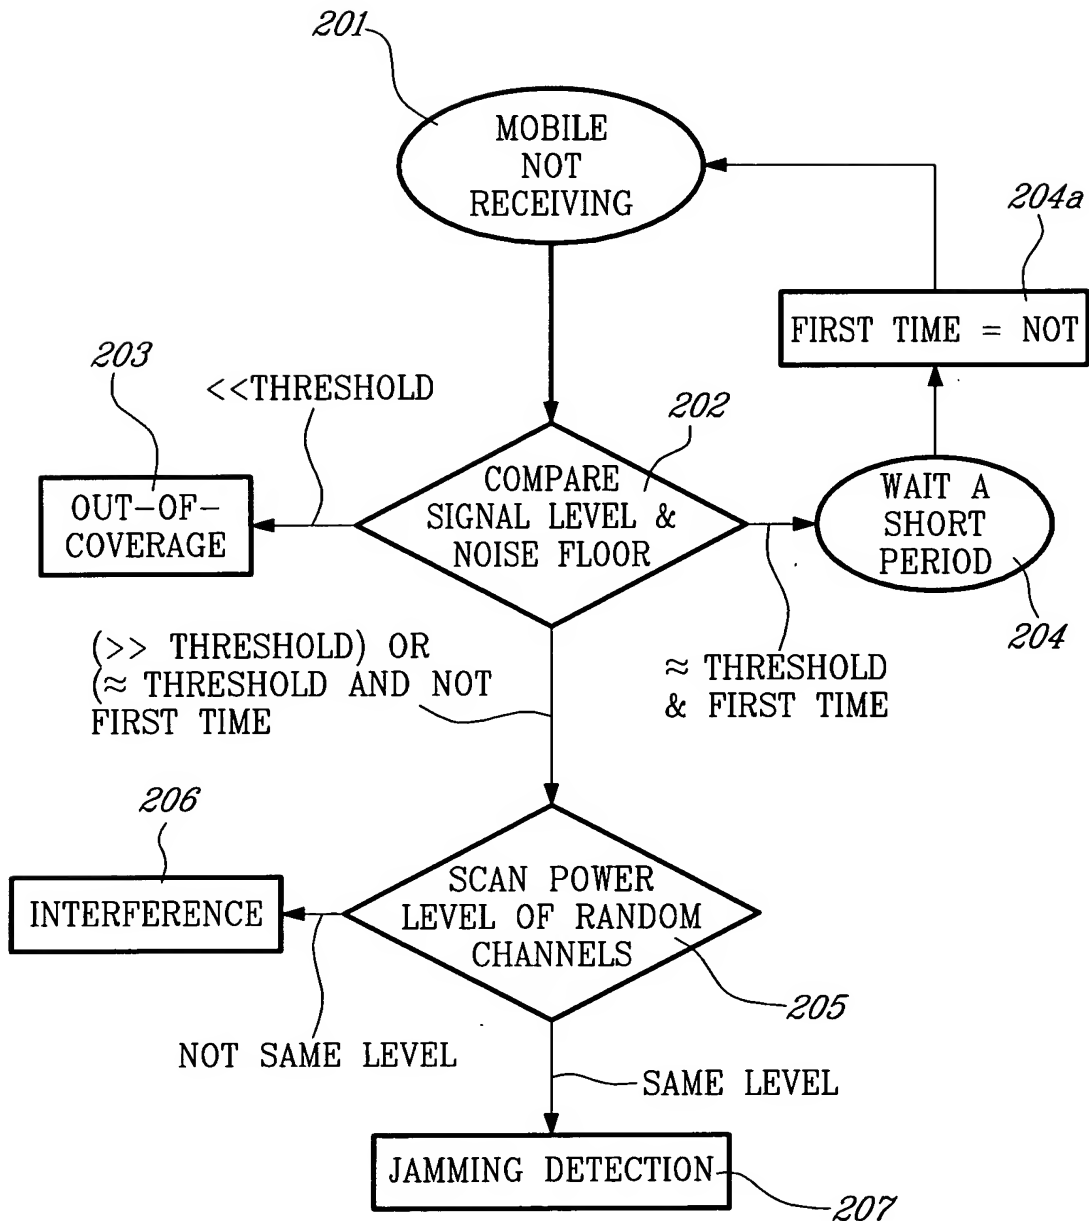 201
MOBILE
NOT
RECEIVING
204a
FIRST TIME = NOT
203
<<THRESHOLD
202
OUT-OF-
COVERAGE
COMPARE
SIGNAL LEVEL &
NOISE FLOOR
WAIT A
SHORT
PERIOD
204
(>> THRESHOLD) OR
(≈ THRESHOLD AND NOT
FIRST TIME
≈ THRESHOLD
& FIRST TIME
206
INTERFERENCE
SCAN POWER
LEVEL OF RANDOM
CHANNELS
205
NOT SAME LEVEL
SAME LEVEL
JAMMING DETECTION
207